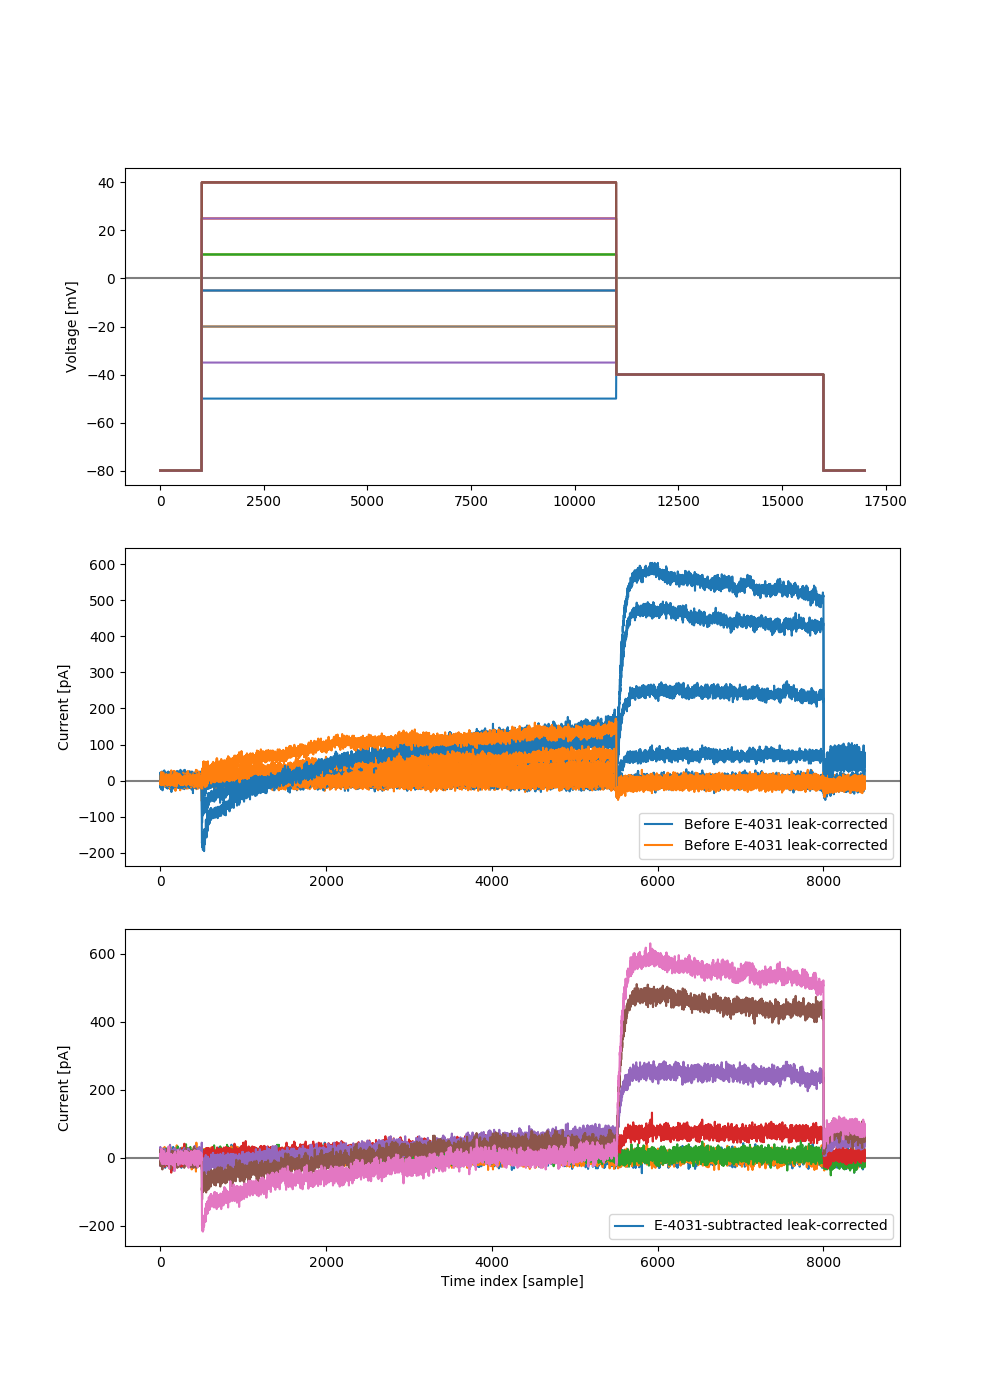 40
20
0
−20
−40
−60
−80
Voltage [mV]
0 2500 5000 7500 10000 12500 15000 17500
600
500
400
300
200
100
0
−100
−200
Current [pA]
Before E-4031 leak-corrected
Before E-4031 leak-corrected
0 2000 4000 6000 8000
600
400
200
0
−200
Current [pA]
E-4031-subtracted leak-corrected
0 2000 4000 6000 8000
Time index [sample]